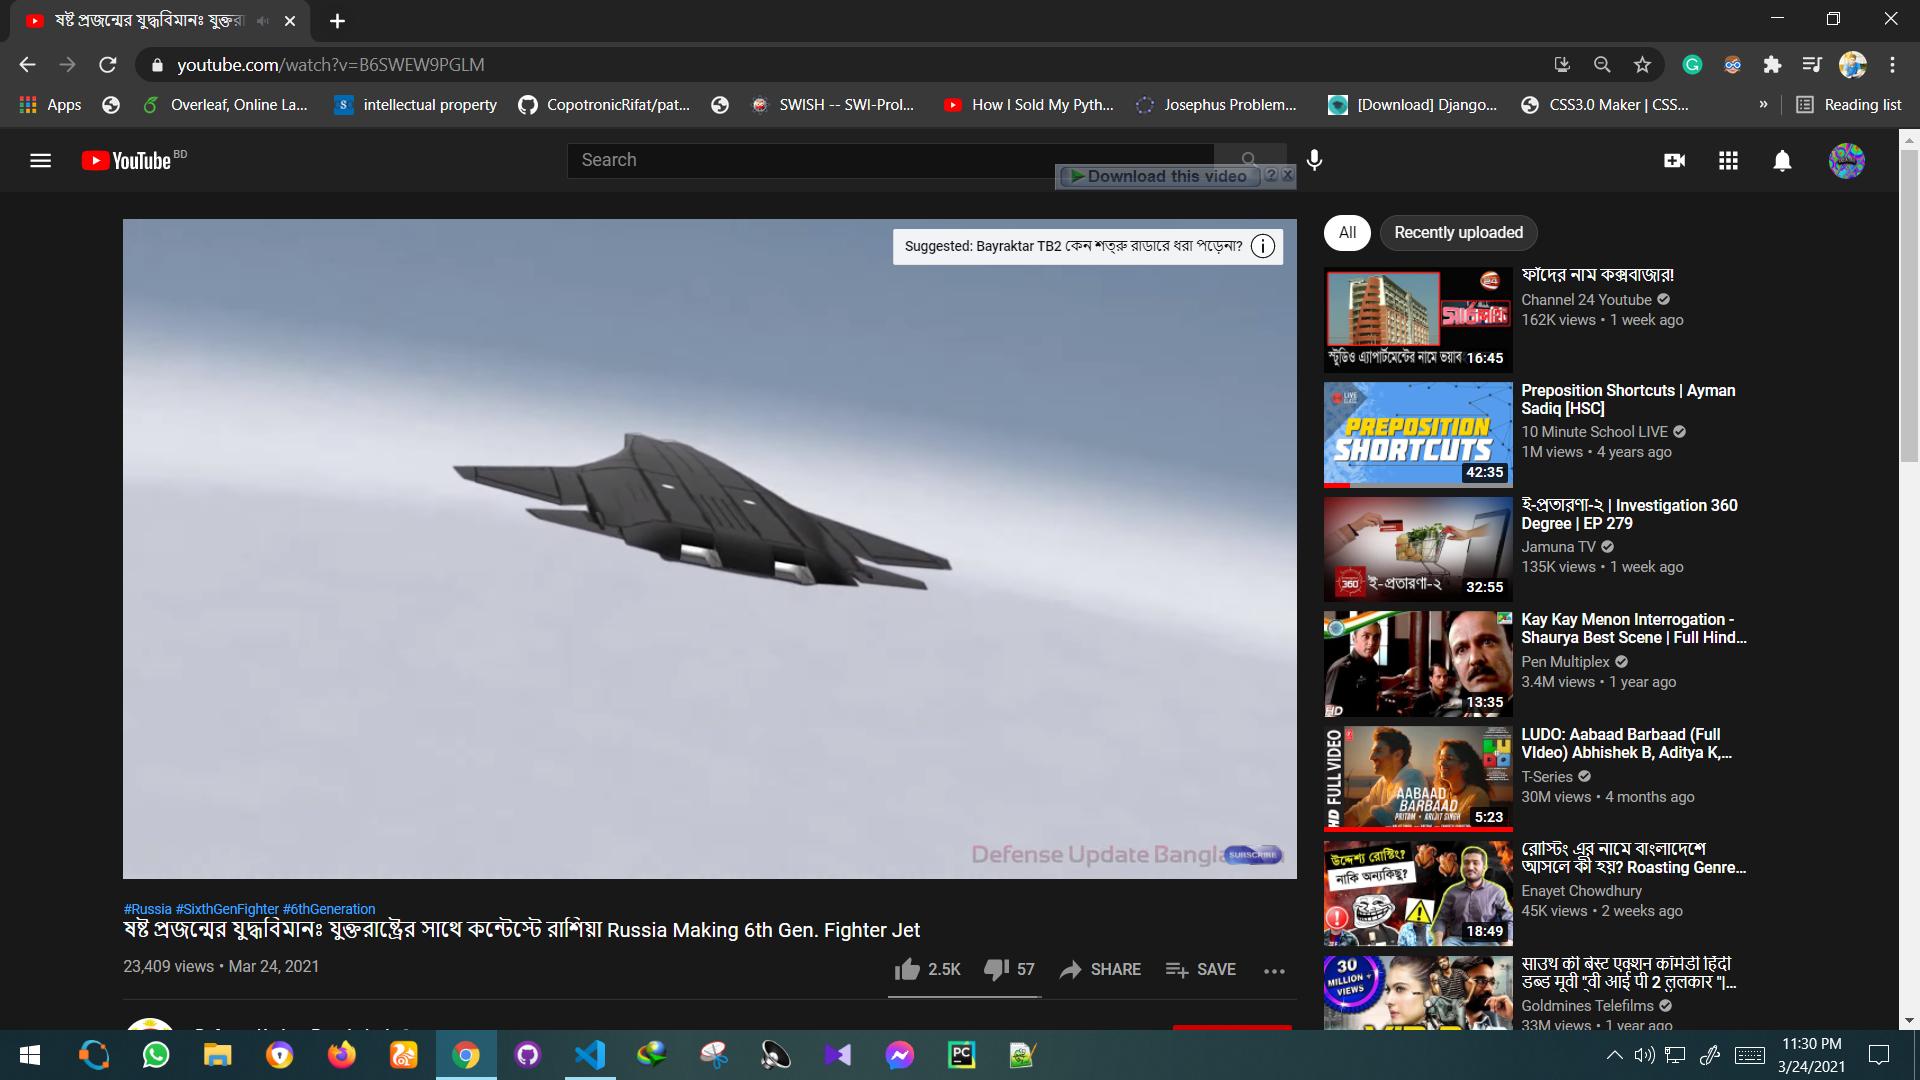 ষষ্ট প্রজন্মের যুদ্ধবিমানঃ যুক্তরা
youtube.com/watch?v=B6SWEW9PGLM
Apps
Overleaf, Online La...
intellectual property
CopotronicRifat/pat...
SWISH -- SWI-Prol...
How I Sold My Pyth...
Josephus Problem...
[Download] Django...
CSS3.0 Maker | CSS...
»
Reading list
YouTube BD
Search
Download this video
Suggested: Bayraktar TB2 কেন শত্রু রাডারে ধরা পড়েনা?
Defense Update Bangla
SUBSCRIBE
#Russia #SixthGenFighter #6thGeneration
ষষ্ট প্রজন্মের যুদ্ধবিমানঃ যুক্তরাষ্ট্রের সাথে কন্টেস্টে রাশিয়া Russia Making 6th Gen. Fighter Jet
23,409 views • Mar 24, 2021
2.5K
57
SHARE
SAVE
All
Recently uploaded
24
সার্চলাইট
স্টুডিও এ্যাপার্টমেন্টের নামে ভয়াব
16:45
ফাঁদের নাম কক্সবাজার!
Channel 24 Youtube
162K views • 1 week ago
LIVE
PREPOSITION
SHORTCUTS
42:35
Preposition Shortcuts | Ayman
Sadiq [HSC]
10 Minute School LIVE
1M views • 4 years ago
360
ই-প্রতারণা-২
32:55
ই-প্রতারণা-২ | Investigation 360
Degree | EP 279
Jamuna TV
135K views • 1 week ago
HD
13:35
Kay Kay Menon Interrogation -
Shaurya Best Scene | Full Hind...
Pen Multiplex
3.4M views • 1 year ago
HD FULL VIDEO
AABAAD
BARBAAD
PRITAM • ARIJIT SINGH
5:23
LUDO: Aabaad Barbaad (Full
VIdeo) Abhishek B, Aditya K,...
T-Series
30M views • 4 months ago
উদ্দেশ্য রোস্টিং?
নাকি অন্যকিছু?
18:49
রোস্টিং এর নামে বাংলাদেশে
আসলে কী হয়? Roasting Genre...
Enayet Chowdhury
45K views • 2 weeks ago
30
MILLION +
VIEWS
साउथ की बेस्ट एक्शन कॉमेडी हिंदी
डब्ड मूवी "वी आई पी 2 ललकार "|...
Goldmines Telefilms
33M views • 1 year ago
PC
11:30 PM
3/24/2021